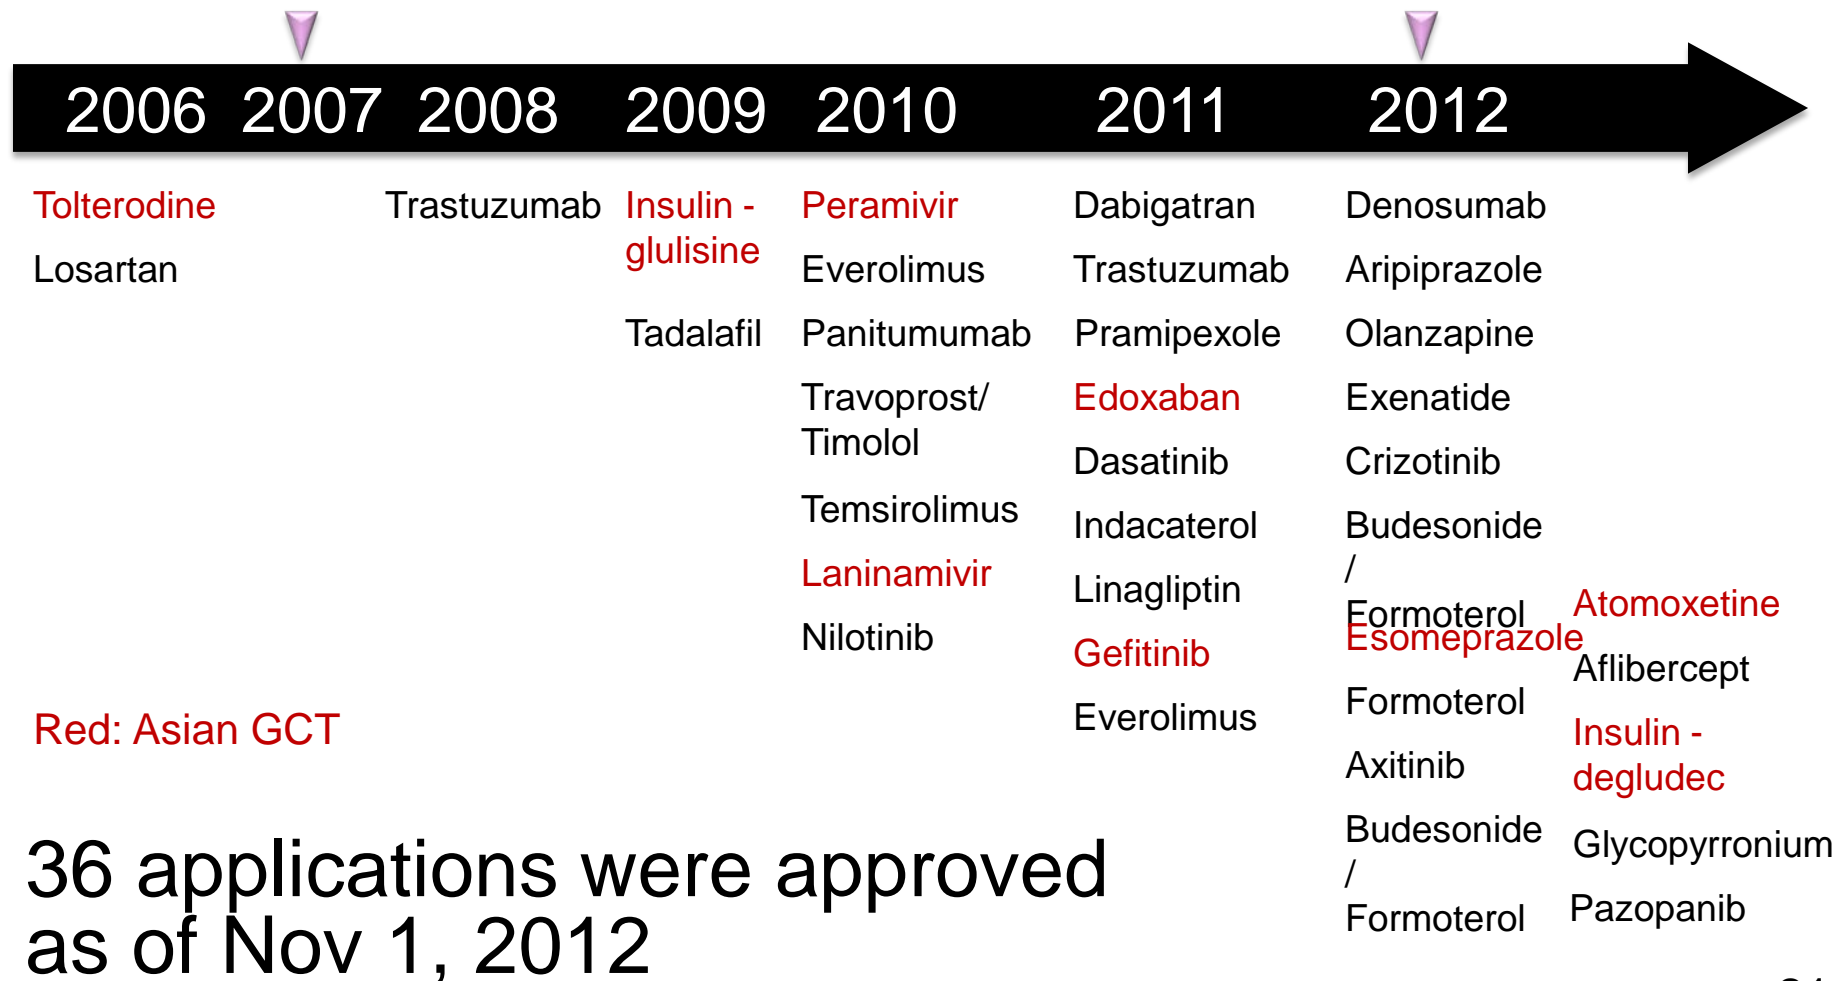 2006 2007 2008 2009 2010 2011 2012
Tolterodine
Losartan
Trastuzumab
Insulin -
glulisine
Tadalafil
Peramivir
Everolimus
Panitumumab
Travoprost/
Timolol
Temsirolimus
Laninamivir
Nilotinib
Dabigatran
Trastuzumab
Pramipexole
Edoxaban
Dasatinib
Indacaterol
Linagliptin
Gefitinib
Everolimus
Denosumab
Aripiprazole
Olanzapine
Exenatide
Crizotinib
Budesonide
/
Formoterol
Esomeprazole
Formoterol
Axitinib
Budesonide
/
Formoterol
Atomoxetine
Aflibercept
Insulin -
degludec
Glycopyrronium
Pazopanib
Red: Asian GCT
36 applications were approved
as of Nov 1, 2012